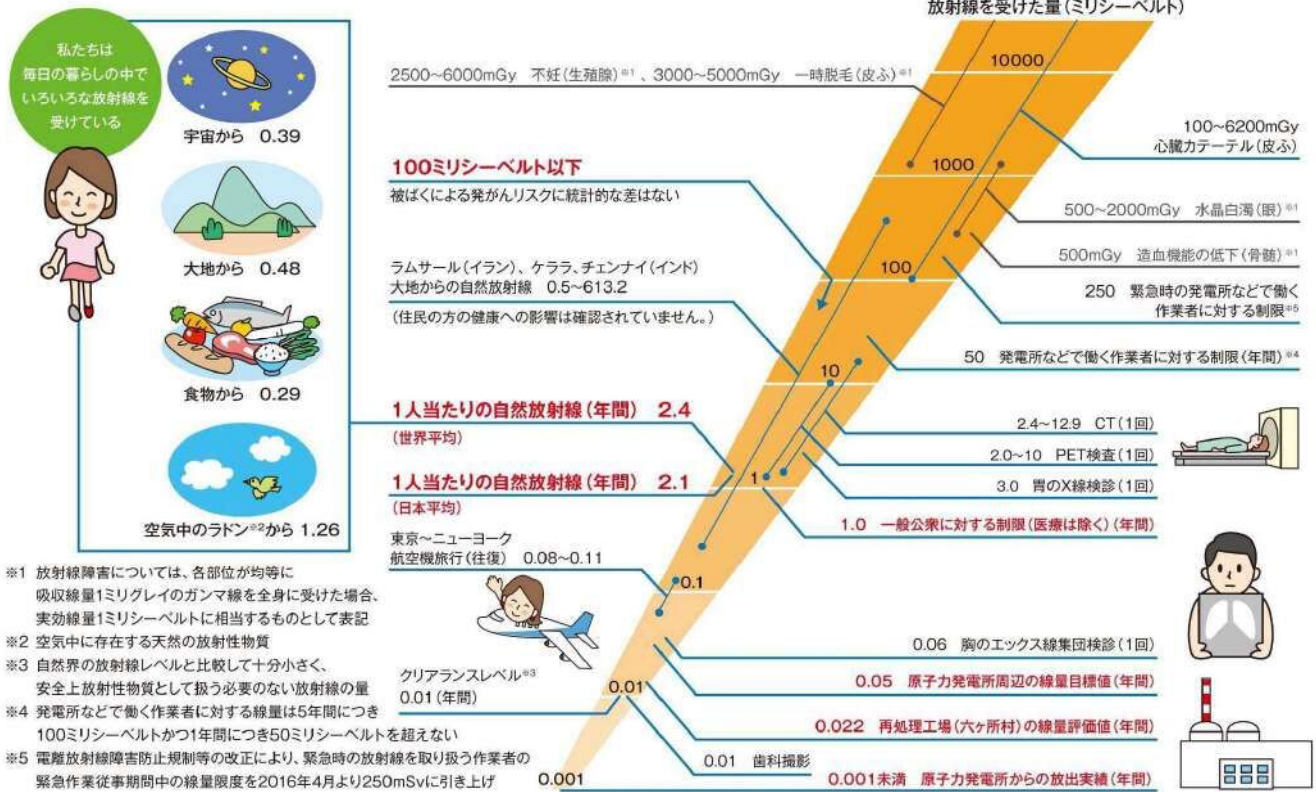 放射線を受けた量(ミリシーベルト)
私たちは
毎日の暮らしの中で
いろいろな放射線を
受けている
宇宙から 0.39
大地から 0.48
食物から 0.29
空気中のラドン※2から 1.26
10000
1000
100
10
1
0.1
0.01
0.001
2500~6000mGy 不妊(生殖腺)※1、3000~5000mGy 一時脱毛(皮ふ)※1
100ミリシーベルト以下
被ばくによる発がんリスクに統計的な差はない
ラムサール(イラン)、ケララ、チェンナイ(インド)
大地からの自然放射線 0.5~613.2
(住民の方の健康への影響は確認されていません。)
1人当たりの自然放射線(年間) 2.4
(世界平均)
1人当たりの自然放射線(年間) 2.1
(日本平均)
東京~ニューヨーク
航空機旅行(往復) 0.08~0.11
クリアランスレベル※3
0.01(年間)
100~6200mGy
心臓カテーテル(皮ふ)
500~2000mGy 水晶白濁(眼)※1
500mGy 造血機能の低下(骨髄)※1
250 緊急時の発電所などで働く
作業者に対する制限※5
50 発電所などで働く作業者に対する制限(年間)※4
2.4~12.9 CT(1回)
2.0~10 PET検査(1回)
3.0 胃のX線検診(1回)
1.0 一般公衆に対する制限(医療は除く)(年間)
0.06 胸のエックス線集団検診(1回)
0.05 原子力発電所周辺の線量目標値(年間)
0.022 再処理工場(六ヶ所村)の線量評価値(年間)
0.01 歯科撮影
0.001未満 原子力発電所からの放出実績(年間)
※1 放射線障害については、各部位が均等に
吸収線量1ミリグレイのガンマ線を全身に受けた場合、
実効線量1ミリシーベルトに相当するものとして表記
※2 空気中に存在する天然の放射性物質
※3 自然界の放射線レベルと比較して十分小さく、
安全上放射性物質として扱う必要のない放射線の量
※4 発電所などで働く作業者に対する線量は5年間につき
100ミリシーベルトかつ1年間につき50ミリシーベルトを超えない
※5 電離放射線障害防止規則等の改正により、緊急時の放射線を取り扱う作業者の
緊急作業従事期間中の線量限度を2016年4月より250mSvに引き上げ